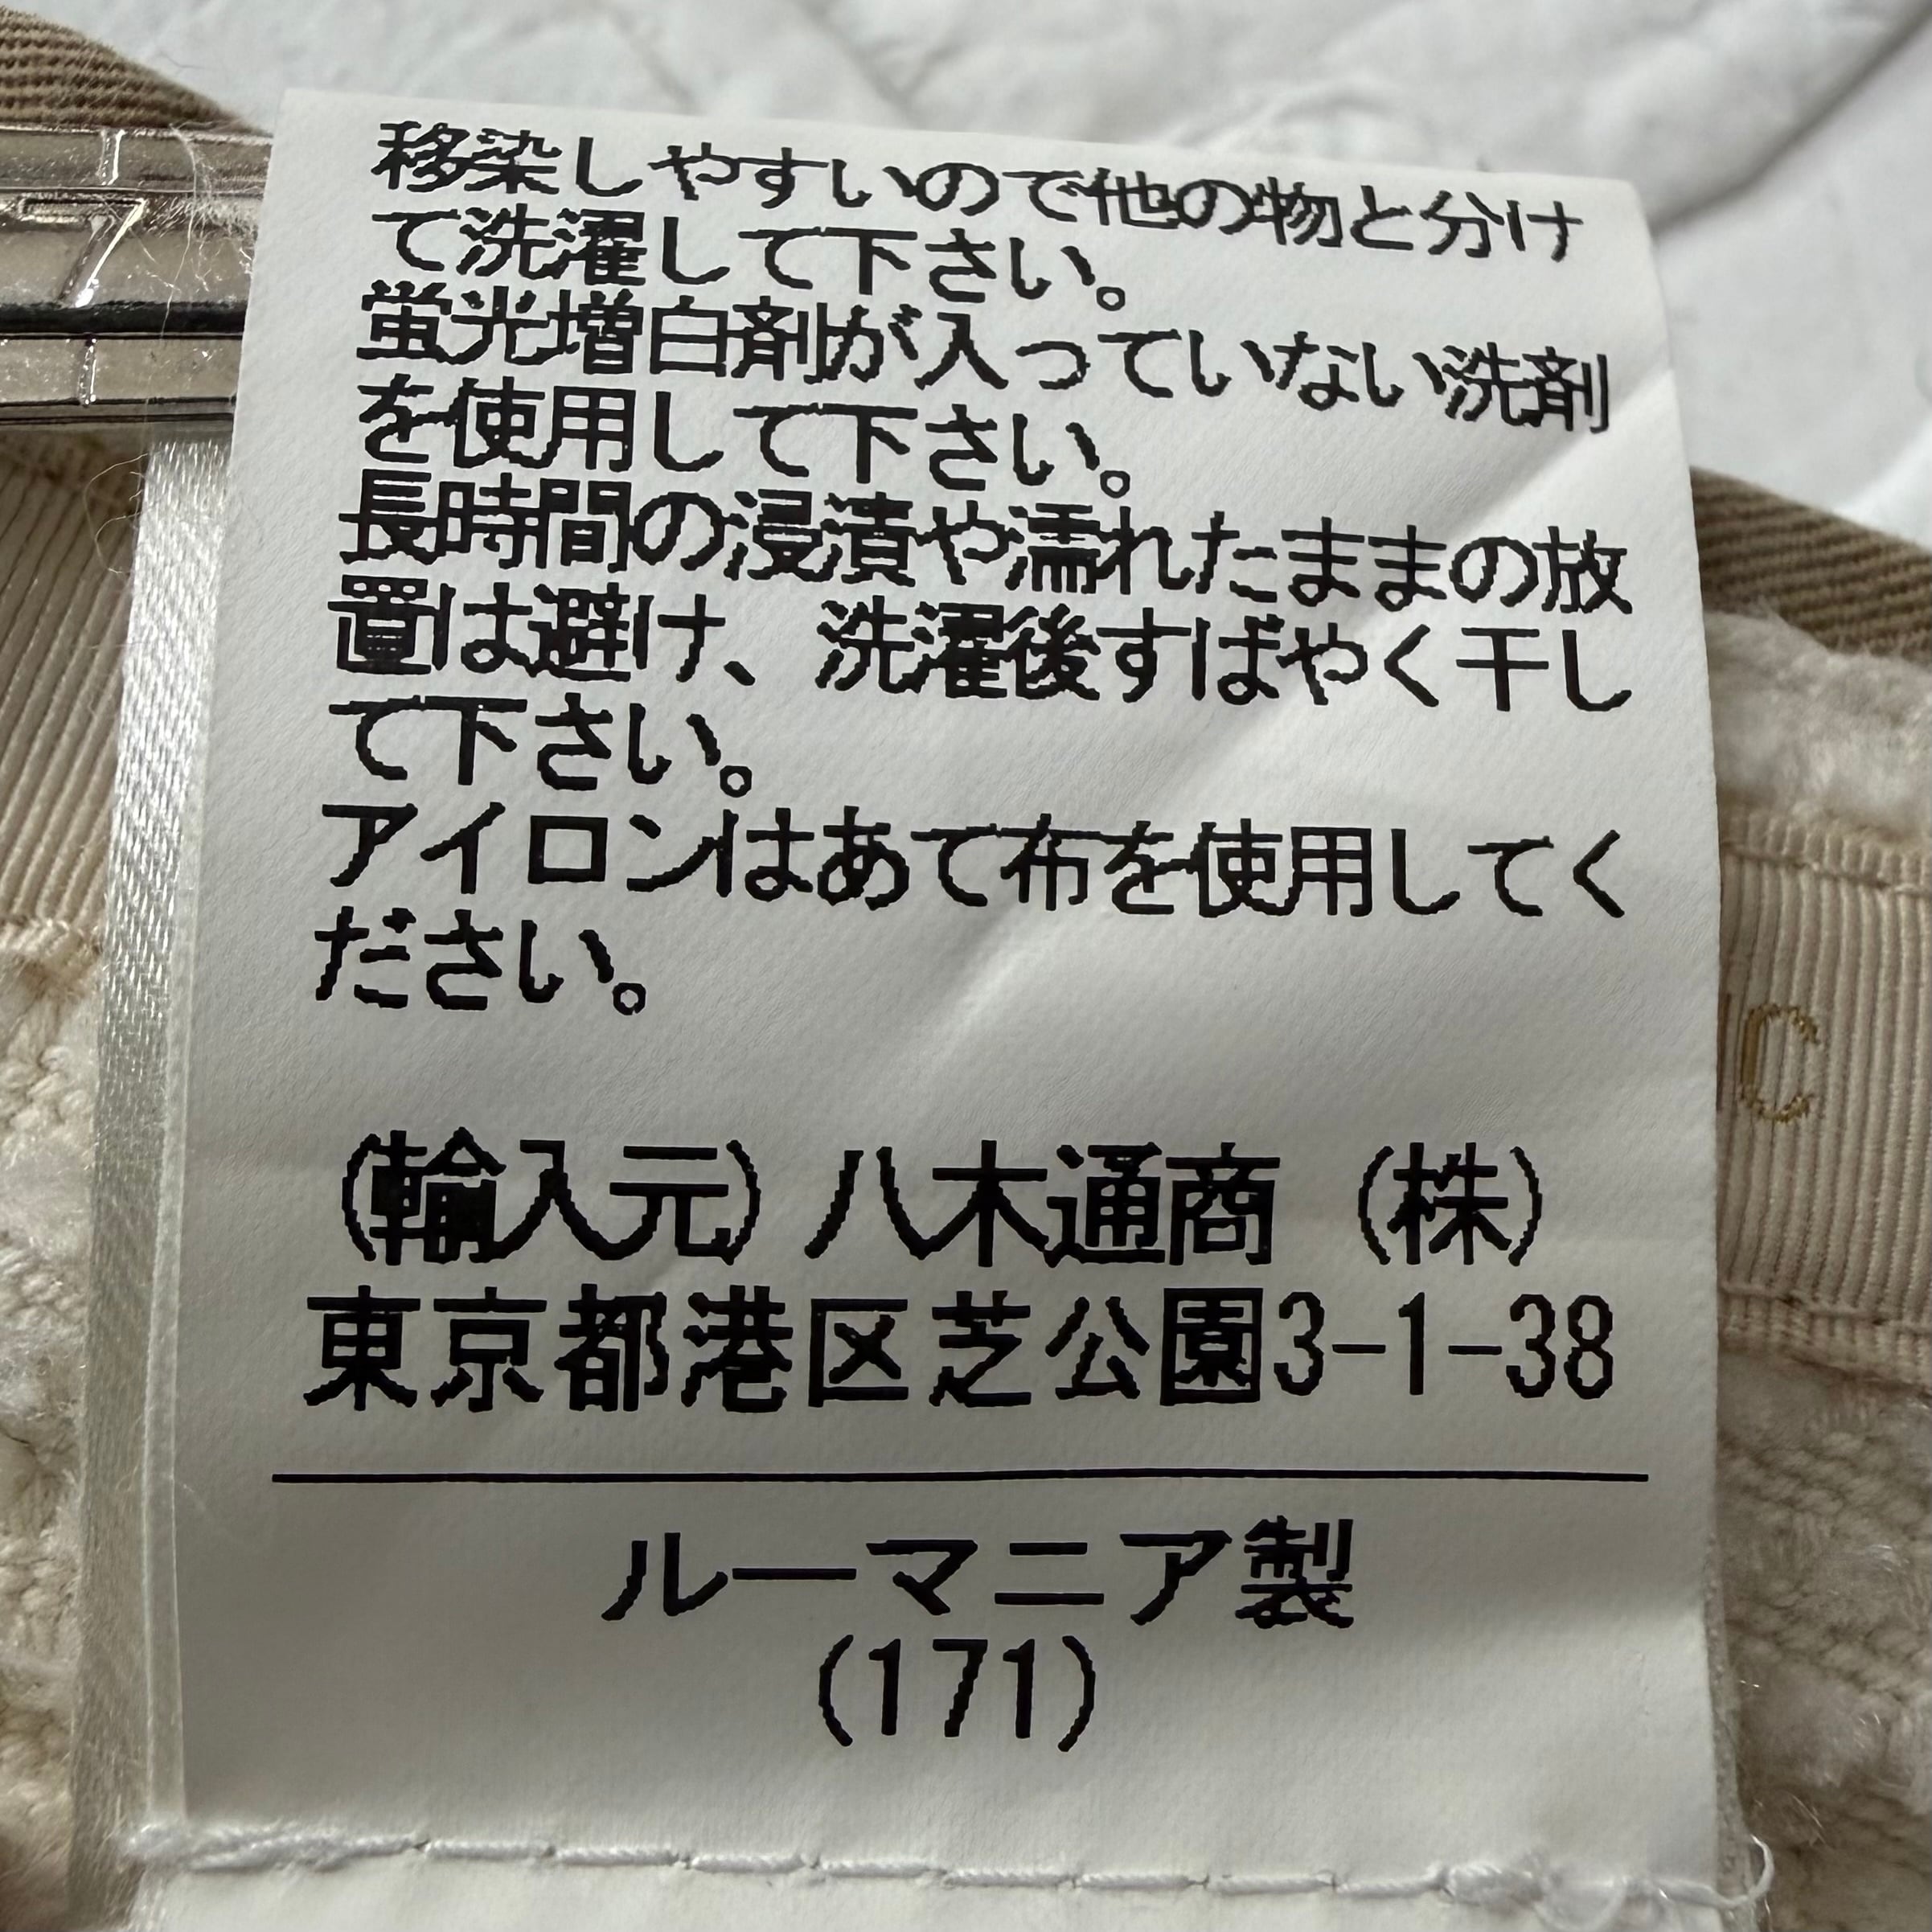 移染しやすいので他の物と分け
て洗濯して下さい。
蛍光増白剤が入っていない洗剤
を使用して下さい。
長時間の浸漬や濡れたままの放
置は避け、洗濯後すばやく干し
て下さい。
アイロンはあて布を使用してく
ださい。
(輸入元) 八木通商 (株)
東京都港区芝公園3-1-38
ルーマニア製
(171)
C